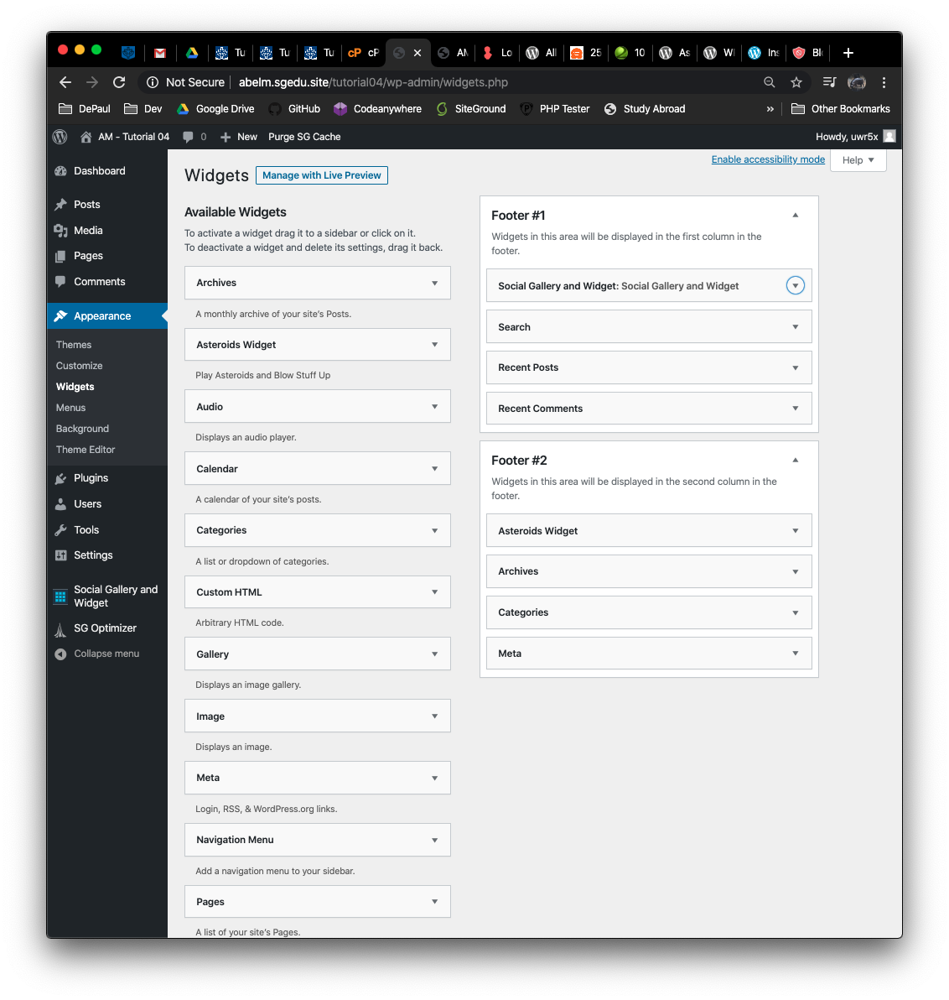 Tu
Tu
Tu
cP cP
AM
Lo
All
25
10
As
Ins
Not Secure
abelm.sgedu.site/tutorial04/wp-admin/widgets.php
DePaul
Dev
Google Drive
GitHub
Codeanywhere
SiteGround
P
PHP Tester
Study Abroad
»
Other Bookmarks
AM - Tutorial 04
0
New
Purge SG Cache
Howdy, uwr5x
Dashboard
Posts
Media
Pages
Comments
Appearance
Themes
Customize
Widgets
Menus
Background
Theme Editor
Plugins
Users
Tools
Settings
Social Gallery and
Widget
SG Optimizer
Collapse menu
Enable accessibility mode
Help
Widgets
Manage with Live Preview
Available Widgets
To activate a widget drag it to a sidebar or click on it.
To deactivate a widget and delete its settings, drag it back.
Archives
A monthly archive of your site's Posts.
Asteroids Widget
Play Asteroids and Blow Stuff Up
Audio
Displays an audio player.
Calendar
A calendar of your site's posts.
Categories
A list or dropdown of categories.
Custom HTML
Arbitrary HTML code.
Gallery
Displays an image gallery.
Image
Displays an image.
Meta
Login, RSS, & WordPress.org links.
Navigation Menu
Add a navigation menu to your sidebar.
Pages
A list of your site's Pages.
Footer #1
Widgets in this area will be displayed in the first column in the
footer.
Social Gallery and Widget: Social Gallery and Widget
Search
Recent Posts
Recent Comments
Footer #2
Widgets in this area will be displayed in the second column in the
footer.
Asteroids Widget
Archives
Categories
Meta